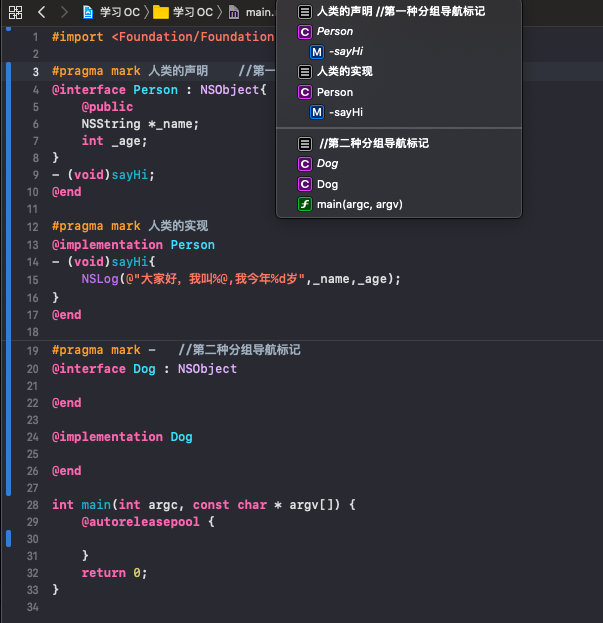 学习 OC 〉 学习 OC 〉 main.
人类的声明 //第一种分组导航标记
C Person
M -sayHi
人类的实现
C Person
M -sayHi
//第二种分组导航标记
C Dog
C Dog
f main(argc, argv)
1 #import <Foundation/Foundation
2
3 #pragma mark 人类的声明 //第一
4 @interface Person : NSObject{
5 @public
6 NSString *_name;
7 int _age;
8 }
9 - (void)sayHi;
10 @end
11
12 #pragma mark 人类的实现
13 @implementation Person
14 - (void)sayHi{
15 NSLog(@"大家好，我叫%@,我今年%d岁",_name,_age);
16 }
17 @end
18
19 #pragma mark - //第二种分组导航标记
20 @interface Dog : NSObject
21
22 @end
23
24 @implementation Dog
25
26 @end
27
28 int main(int argc, const char * argv[]) {
29 @autoreleasepool {
30
31 }
32 return 0;
33 }
34